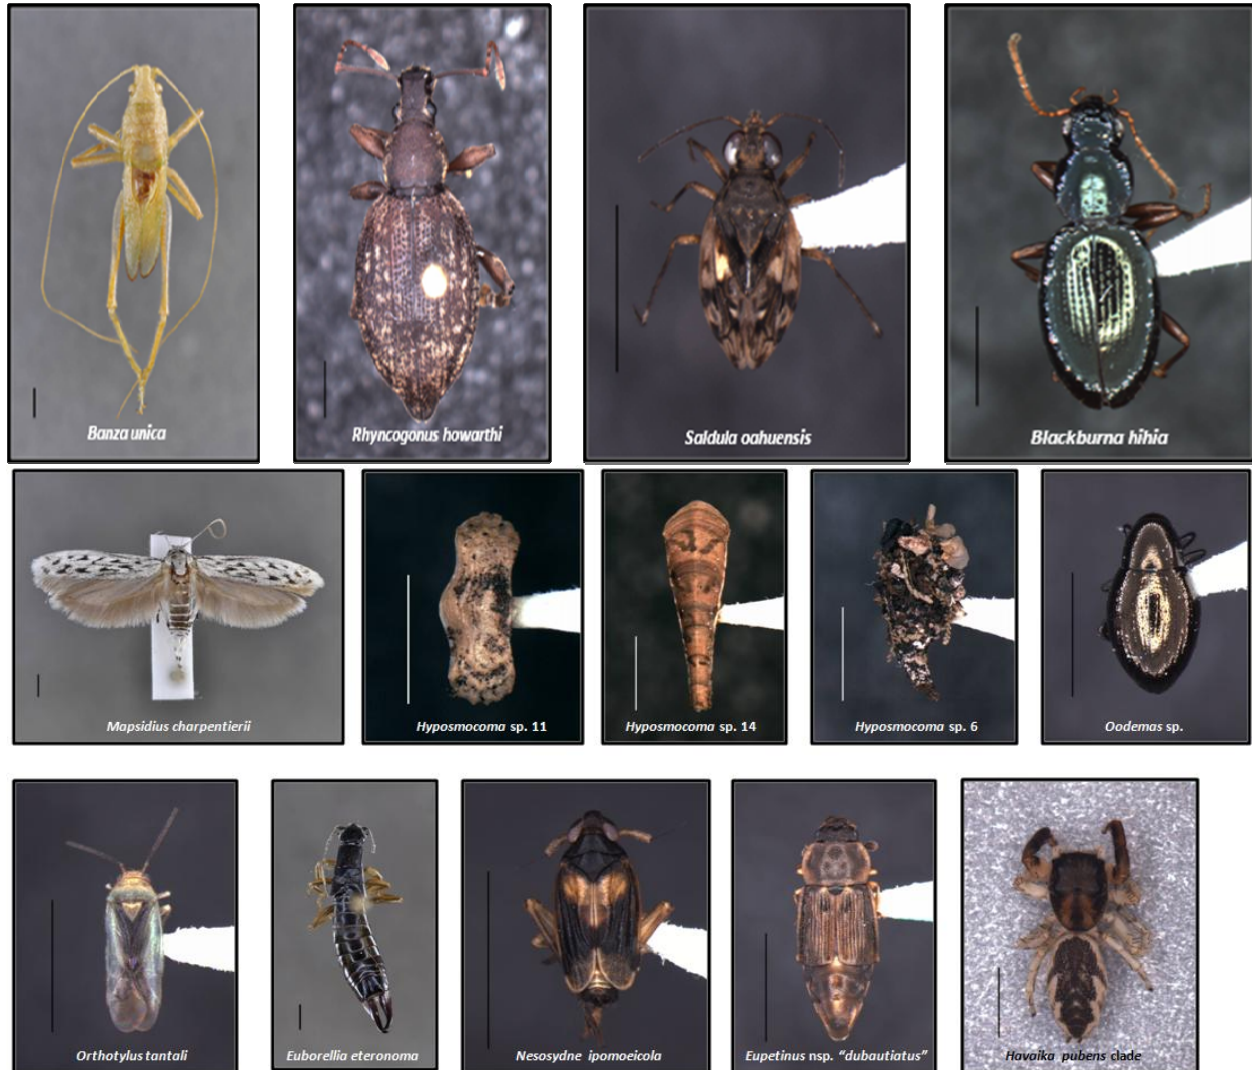 Banza unica
Rhyncogonus howarthi
Saldula oahuensis
Blackburna hihia
Mapsidius charpentierii
Hyposmocoma sp. 11
Hyposmocoma sp. 14
Hyposmocoma sp. 6
Oodemas sp.
Orthotylus tantali
Euborellia eteronoma
Nesosydne ipomoeicola
Eupetinus nsp. “dubautiatus”
Havaika pubens clade